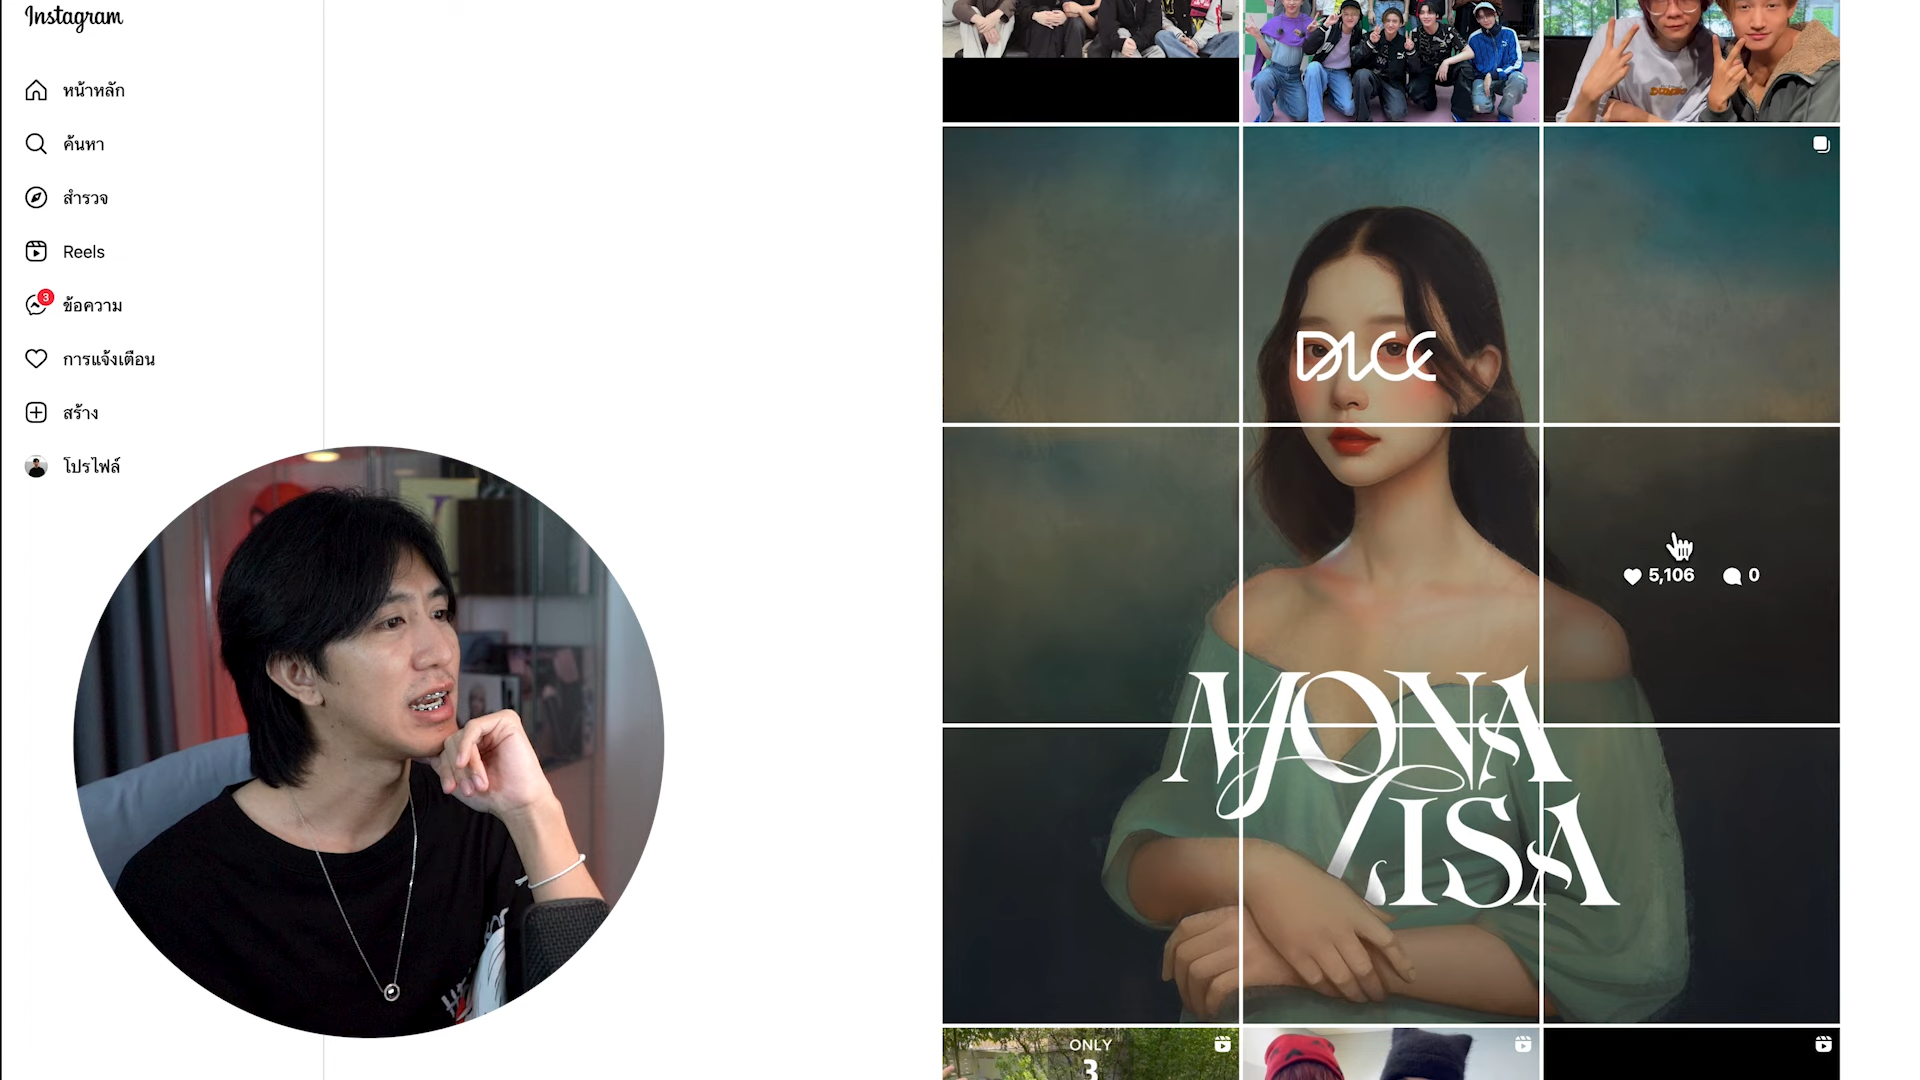 Instagram
หน้าหลัก
ค้นหา
สำรวจ
Reels
3
ข้อความ
การแจ้งเตือน
สร้าง
โปรไฟล์
DICE
5,106 0
MONA
LISA
ONLY
3